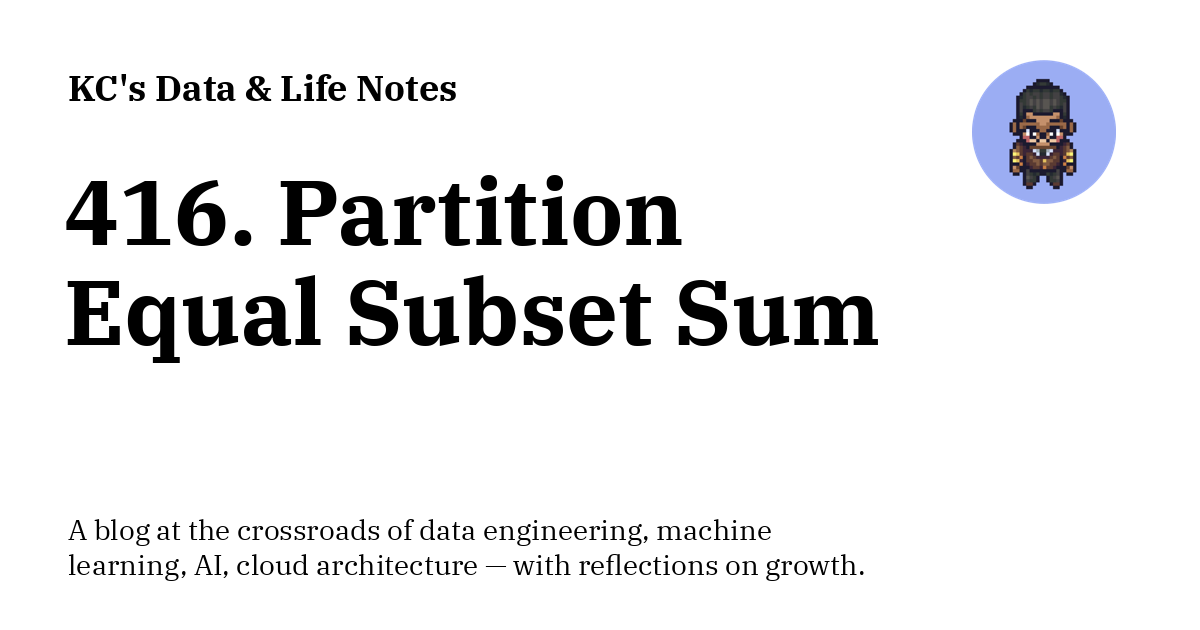 KC's Data & Life Notes
416. Partition
Equal Subset Sum
A blog at the crossroads of data engineering, machine
learning, AI, cloud architecture — with reflections on growth.